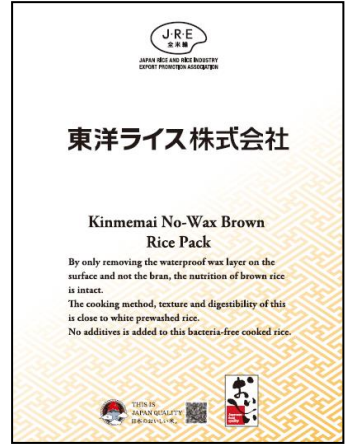 J·R·E
全米輸
JAPAN RICE AND RICE INDUSTRY
EXPORT PROMOTION ASSOCIATION
東洋ライス株式会社
Kinmemai No-Wax Brown
Rice Pack
By only removing the waterproof wax layer on the
surface and not the bran, the nutrition of brown rice
is intact.
The cooking method, texture and digestibility of this
is close to white prewashed rice.
No additives is added to this bacteria-free cooked rice.
THIS IS
JAPAN QUALITY
日本のおいしい米。
おいしい